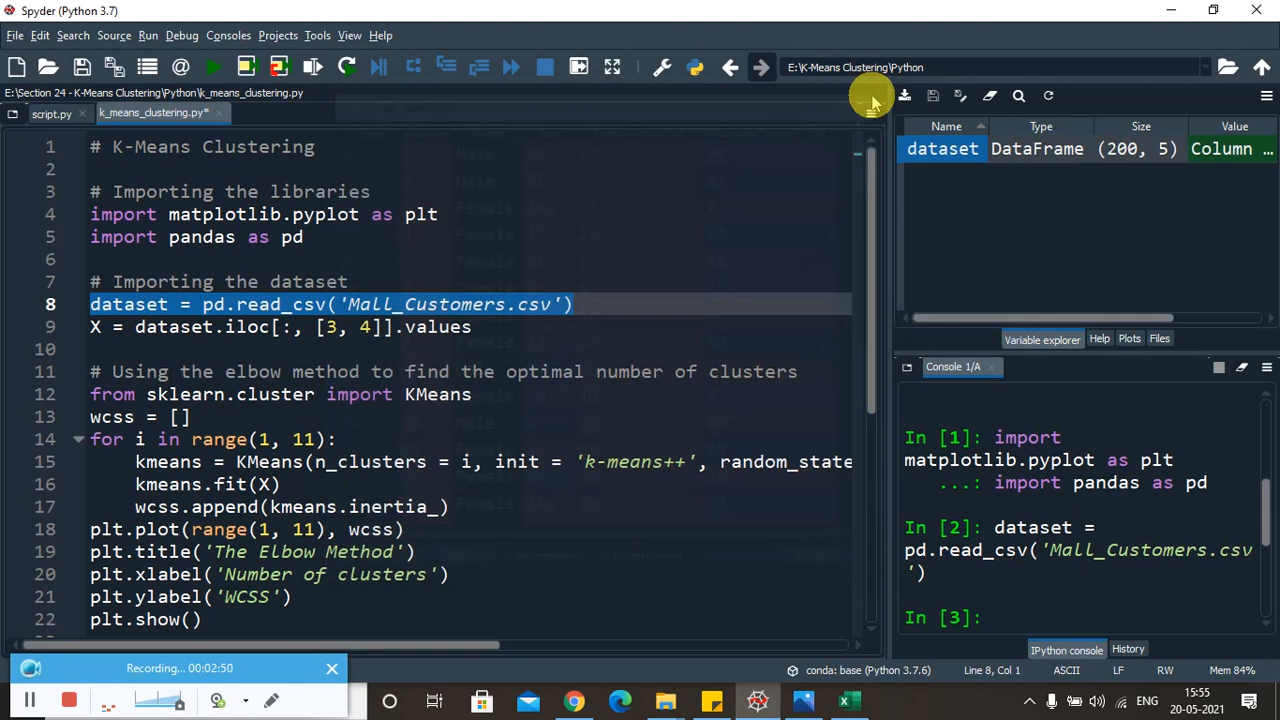 Spyder (Python 3.7)
File Edit Search Source Run Debug Consoles Projects Tools View Help
E:\K-Means Clustering\Python
E:\Section 24 - K-Means Clustering\Python\k_means_clustering.py
script.py k_means_clustering.py*
Name Type Size Value
dataset DataFrame (200, 5) Column ...
1 # K-Means Clustering
2
3 # Importing the libraries
4 import matplotlib.pyplot as plt
5 import pandas as pd
6
7 # Importing the dataset
8 dataset = pd.read_csv('Mall_Customers.csv')
9 X = dataset.iloc[:, [3, 4]].values
10
11 # Using the elbow method to find the optimal number of clusters
12 from sklearn.cluster import KMeans
13 wcss = []
14 for i in range(1, 11):
15 kmeans = KMeans(n_clusters = i, init = 'k-means++', random_state
16 kmeans.fit(X)
17 wcss.append(kmeans.inertia_)
18 plt.plot(range(1, 11), wcss)
19 plt.title('The Elbow Method')
20 plt.xlabel('Number of clusters')
21 plt.ylabel('WCSS')
22 plt.show()
Variable explorer Help Plots Files
Console 1/A
In [1]: import
matplotlib.pyplot as plt
...: import pandas as pd
In [2]: dataset =
pd.read_csv('Mall_Customers.csv
')
In [3]:
IPython console History
conda: base (Python 3.7.6) Line 8, Col 1 ASCII LF RW Mem 84%
Recording... 00:02:50
ENG
15:55
20-05-2021